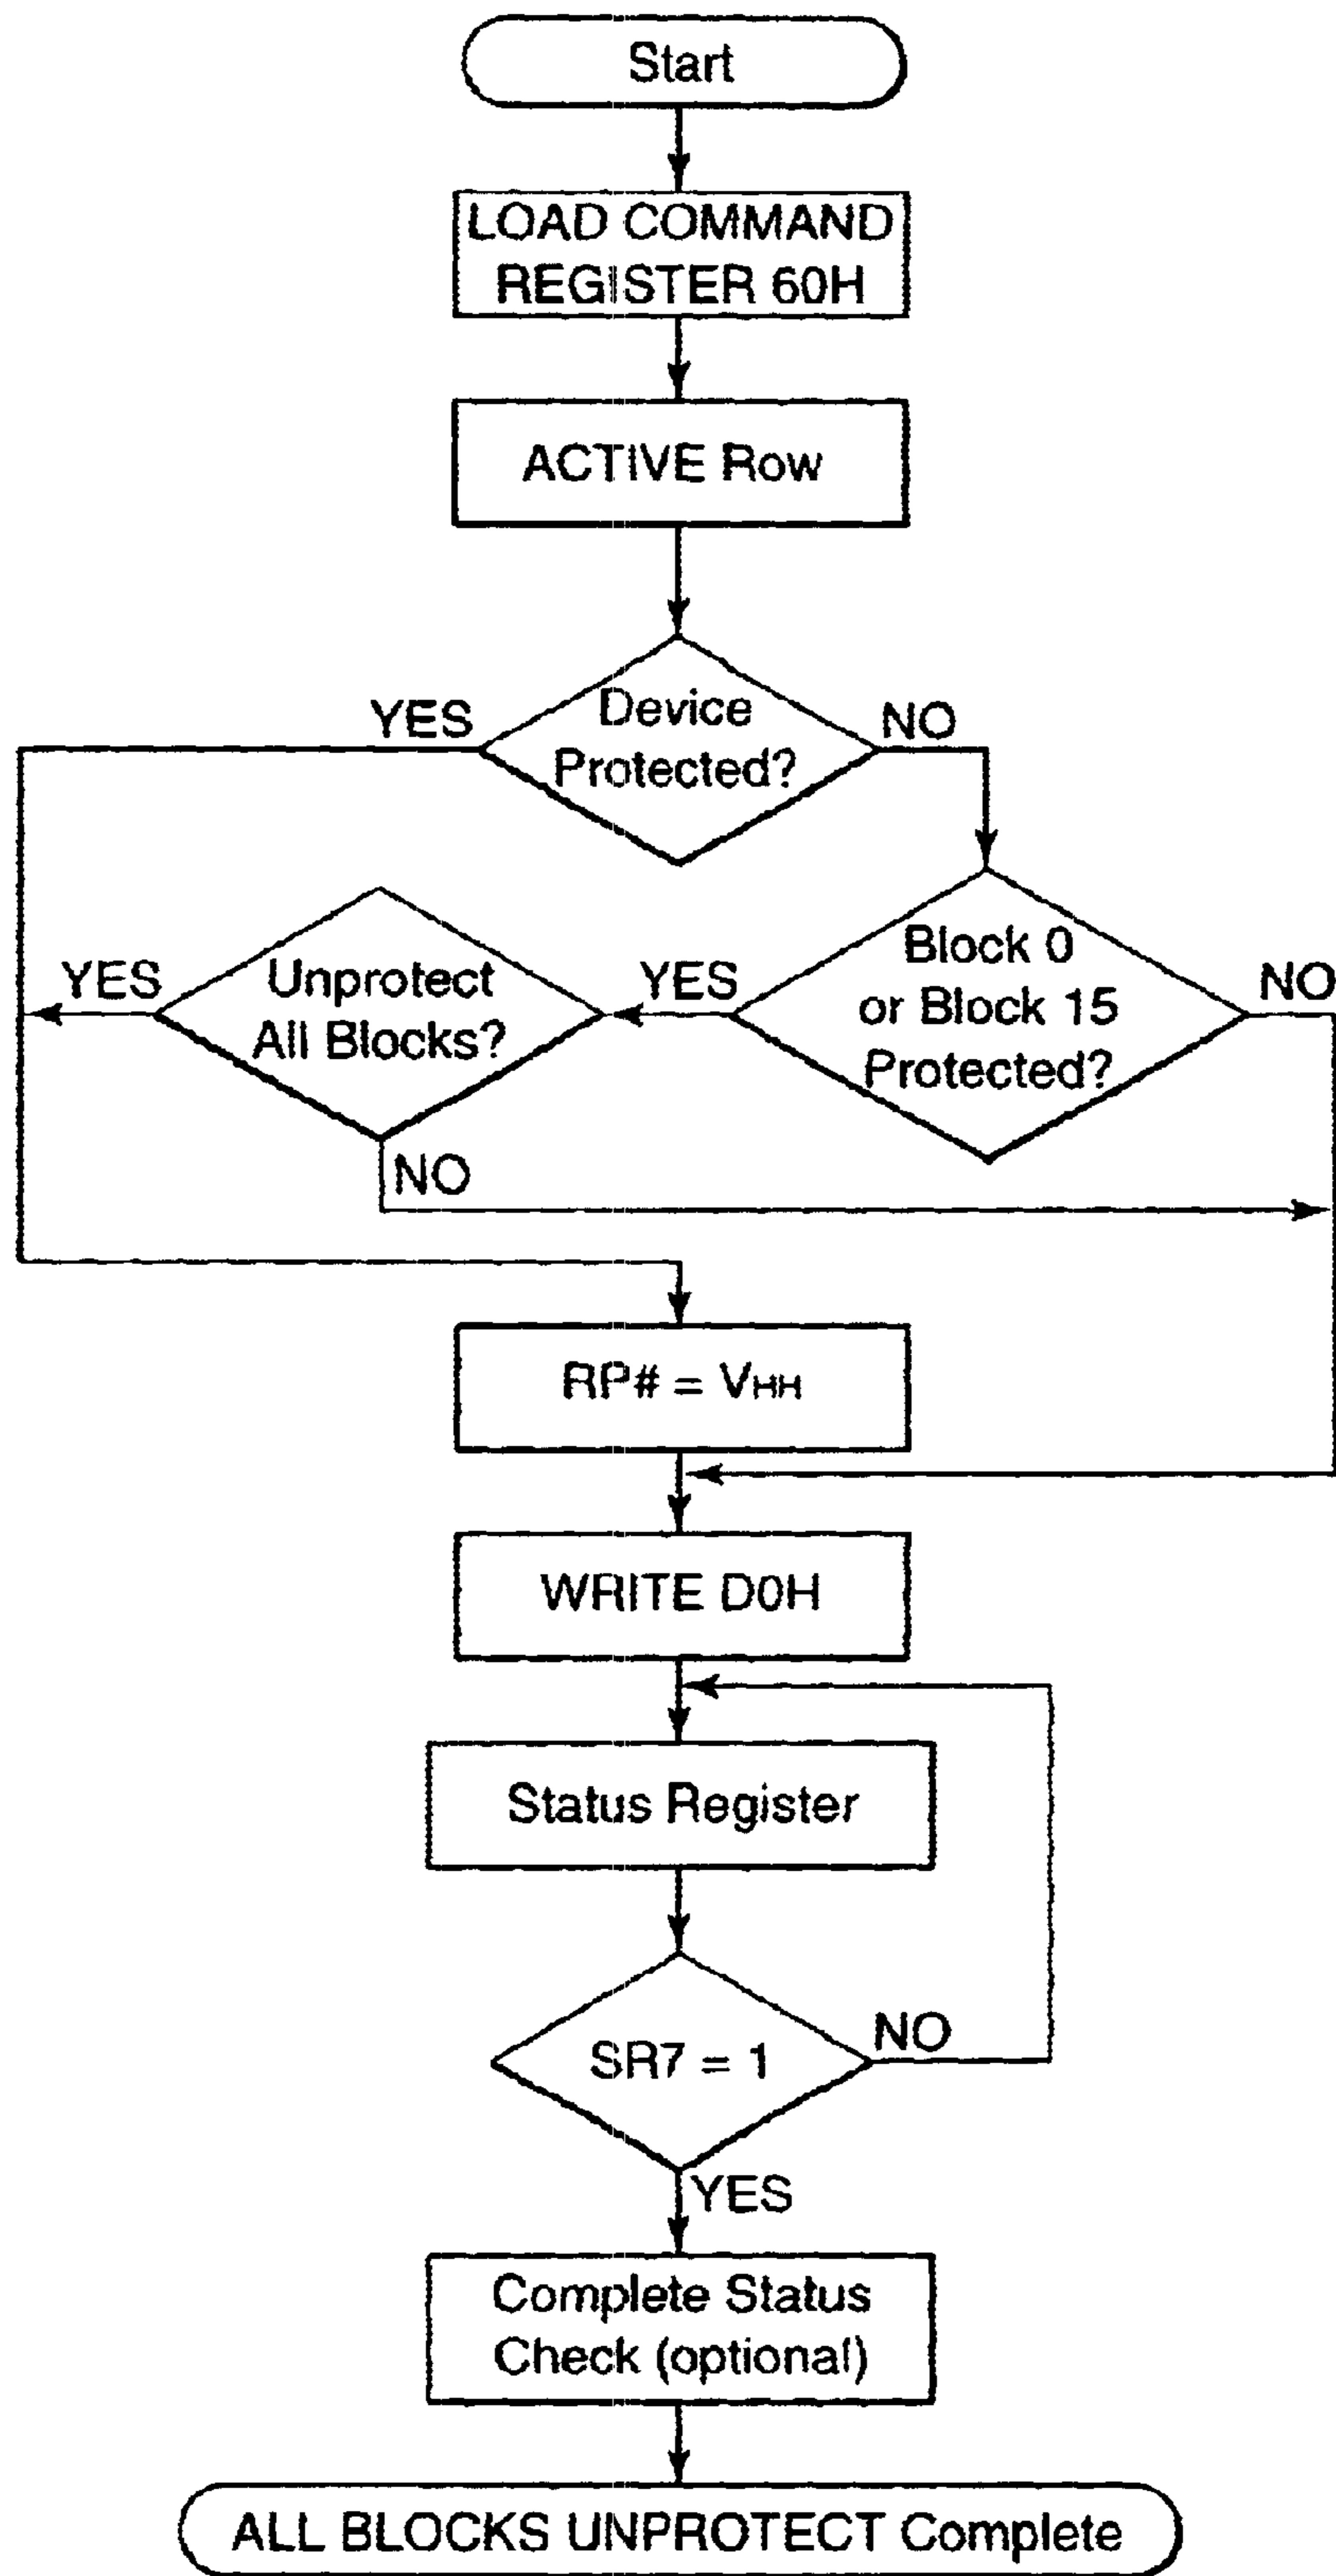 Start
LOAD COMMAND
REGISTER 60H
ACTIVE Row
Device
Protected?
YES
NO
Unprotect
All Blocks?
YES
YES
NO
Block 0
or Block 15
Protected?
NO
RP# = VHH
WRITE D0H
Status Register
SR7 = 1
NO
YES
Complete Status
Check (optional)
ALL BLOCKS UNPROTECT Complete